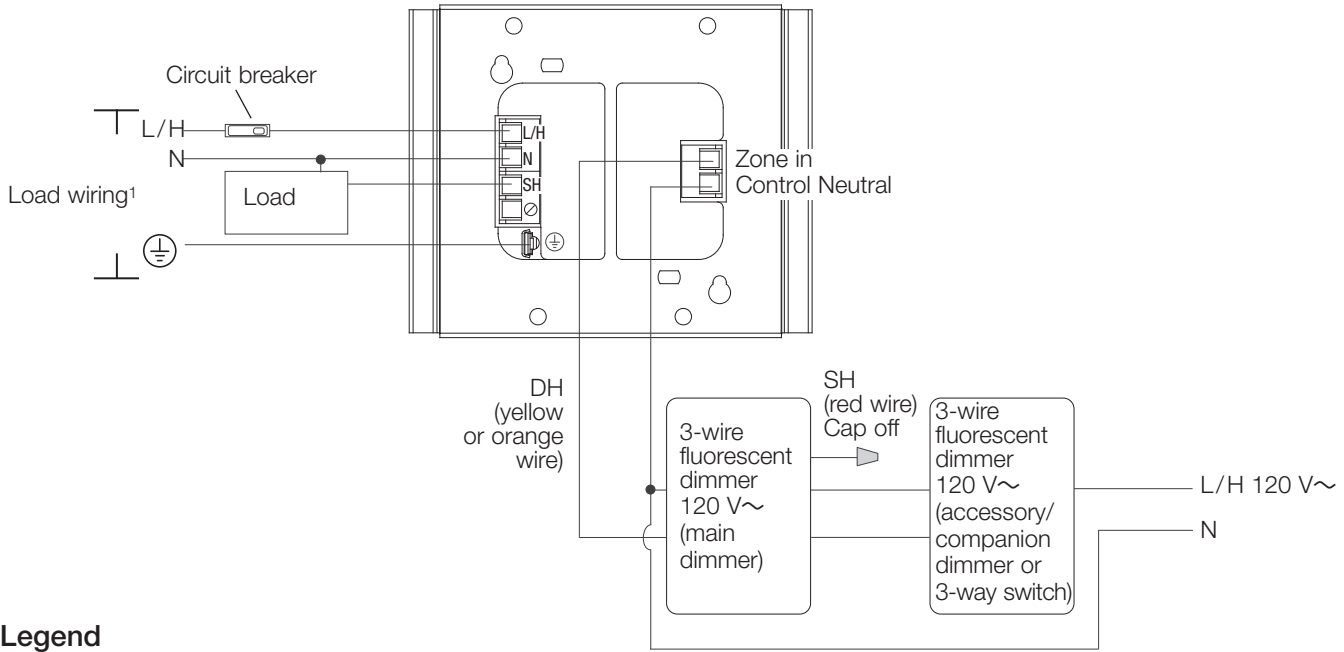 Circuit breaker
L/H
N
Load wiring¹
Load
L/H
N
SH
Zone in
Control Neutral
DH
(yellow
or orange
wire)
SH
(red wire)
Cap off
3-wire
fluorescent
dimmer
120 V~
(main
dimmer)
3-wire
fluorescent
dimmer
120 V~
(accessory/
companion
dimmer or
3-way switch)
L/H 120 V~
N
Legend